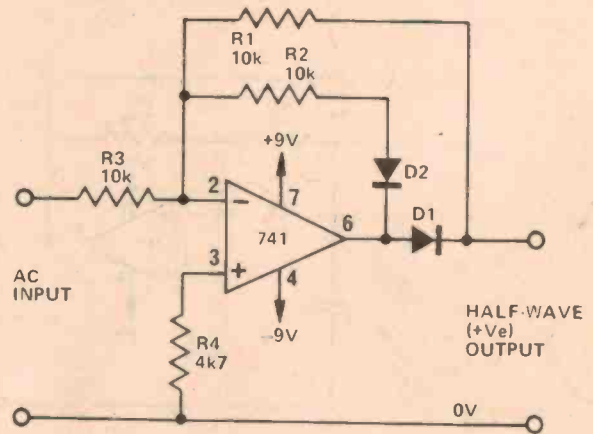 R1
10k
R2
10k
R3
10k
+9V
D2
D1
2
7
6
741
3
4
AC
INPUT
R4
4k7
-9V
HALF-WAVE
(+Ve)
OUTPUT
0V